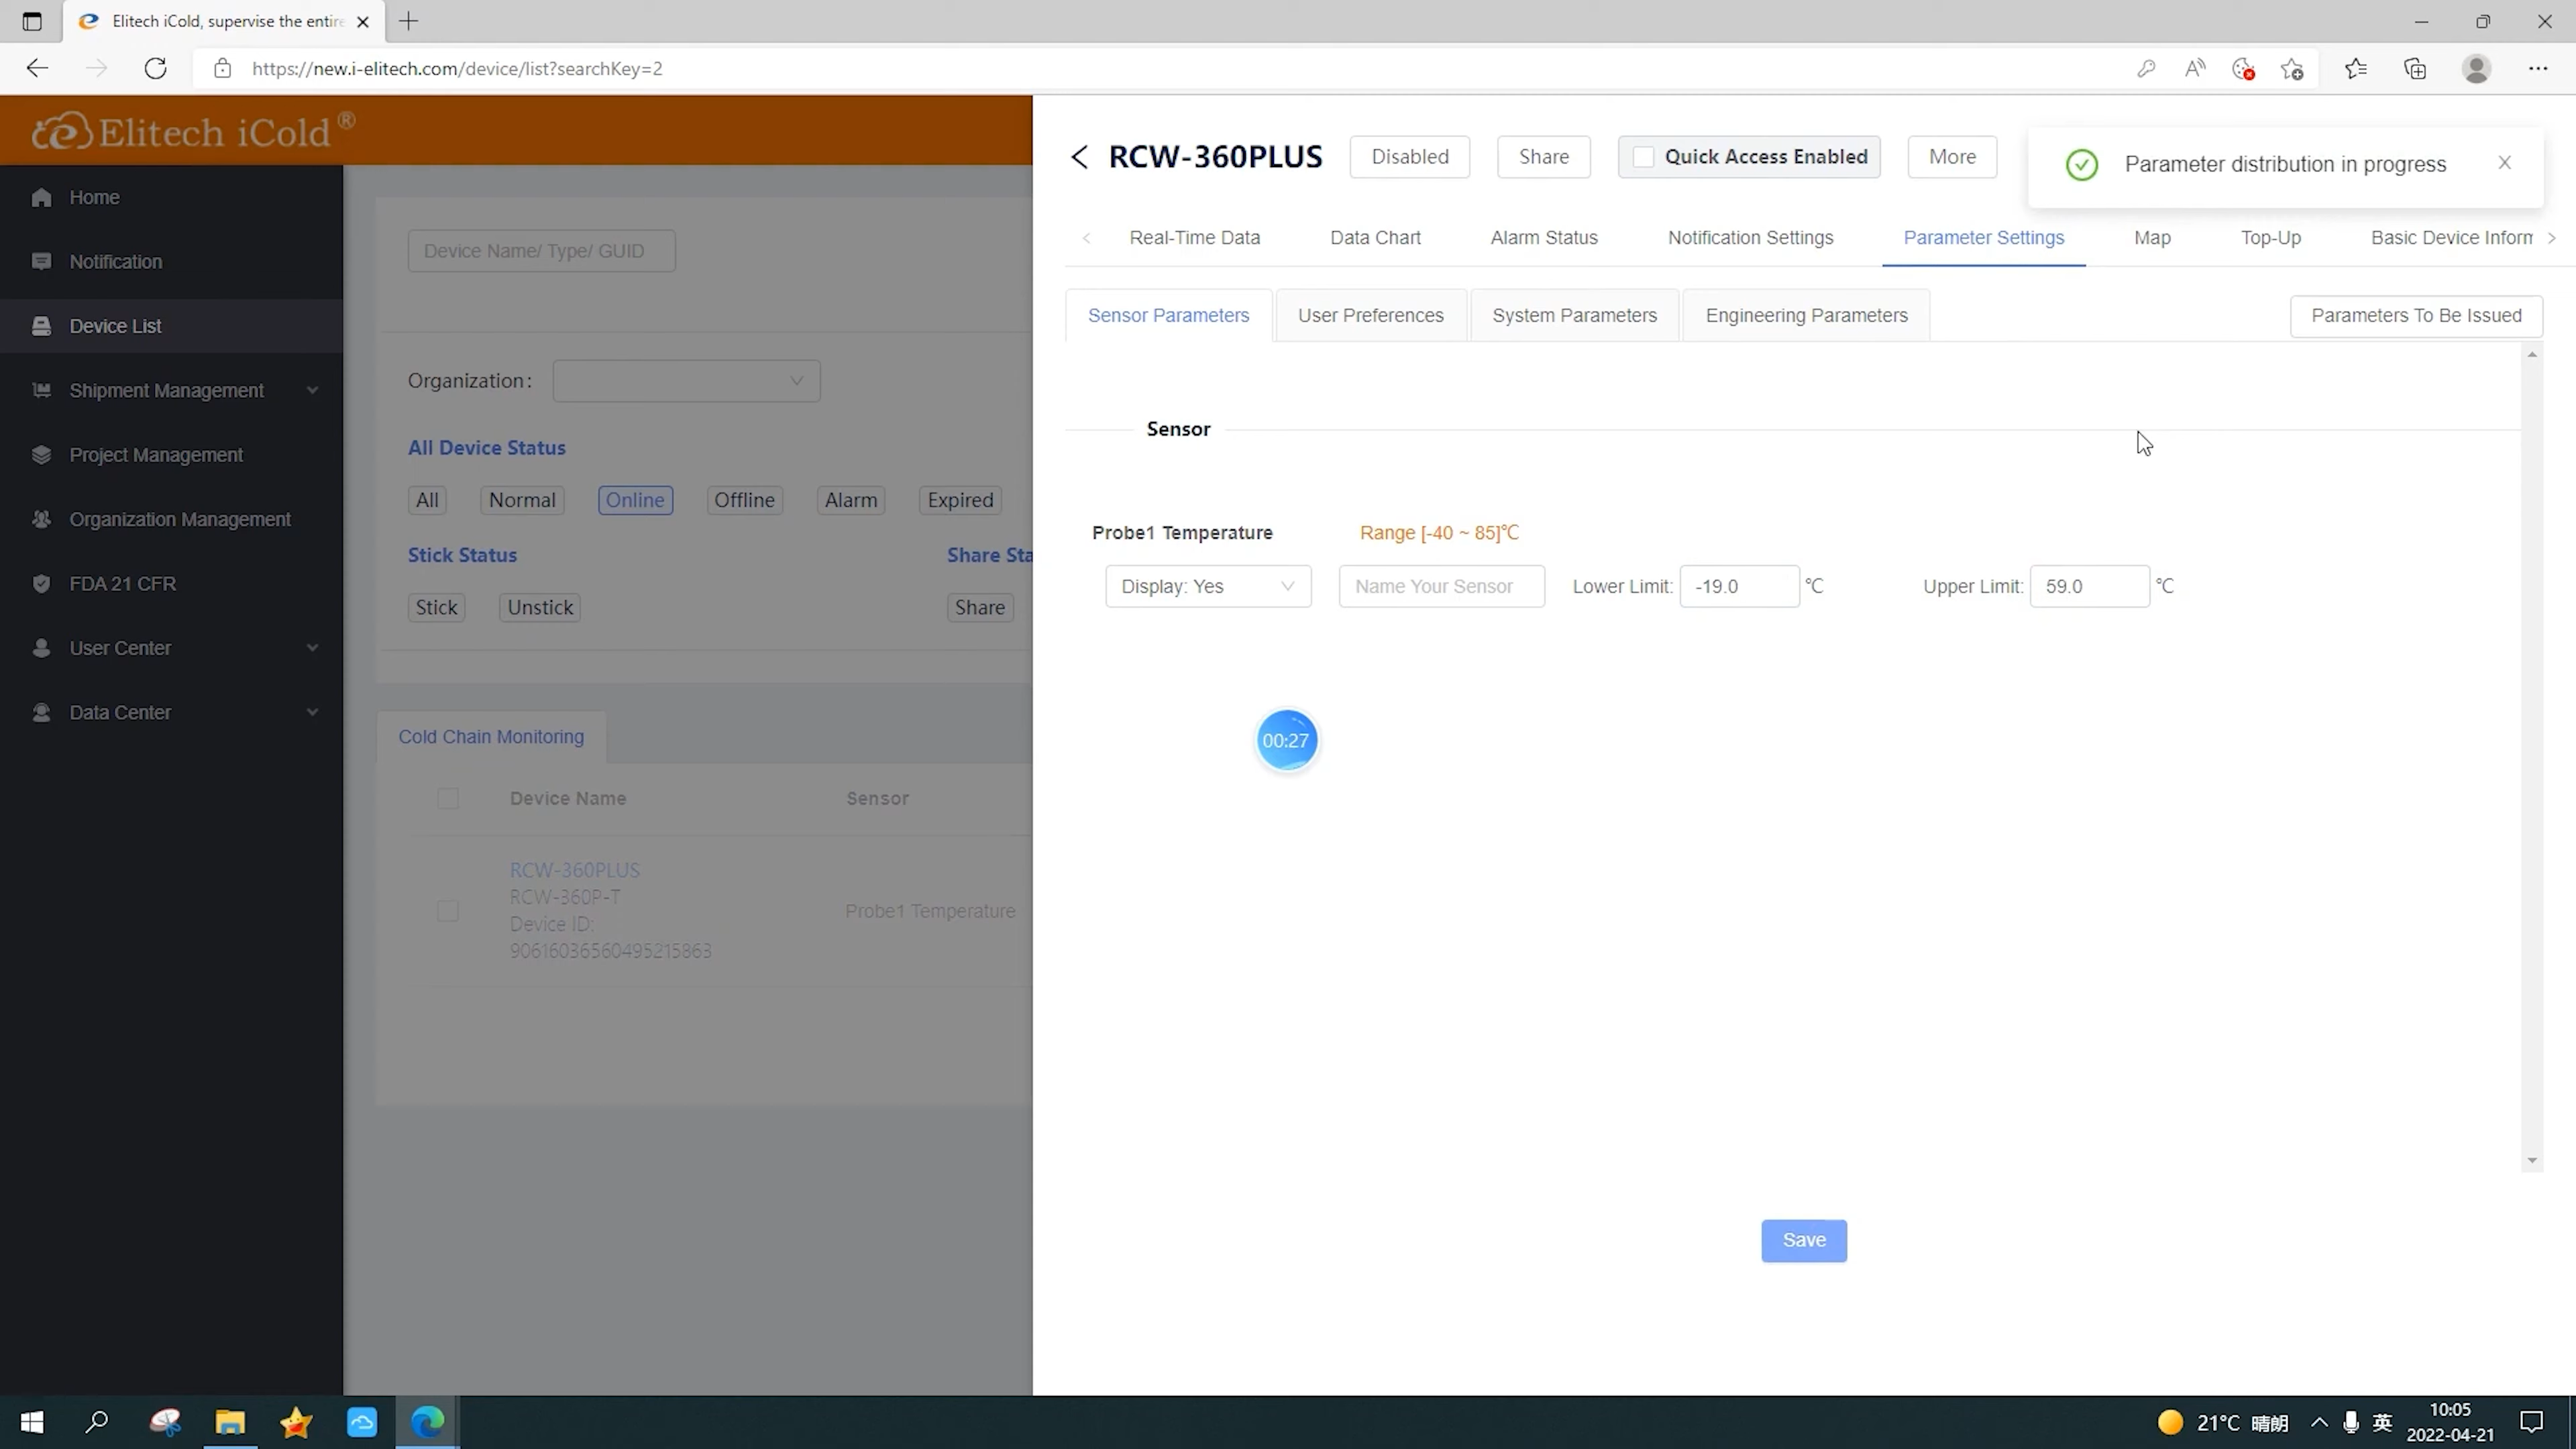 Elitech iCold, supervise the entire
https://new.i-elitech.com/device/list?searchKey=2
Elitech iCold ®
Home
Notification
Device List
Shipment Management
Project Management
Organization Management
FDA 21 CFR
User Center
Data Center
Device Name/ Type/ GUID
Organization:
All Device Status
All Normal Online Offline Alarm Expired
Stick Status Share Sta
Stick Unstick Share
Cold Chain Monitoring
Device Name Sensor
RCW-360PLUS
RCW-360P-T
Device ID:
90616036560495215863
Probe1 Temperature
RCW-360PLUS Disabled Share Quick Access Enabled More
Parameter distribution in progress
Real-Time Data Data Chart Alarm Status Notification Settings Parameter Settings Map Top-Up Basic Device Inform
Sensor Parameters User Preferences System Parameters Engineering Parameters Parameters To Be Issued
Sensor
Probe1 Temperature Range [-40 ~ 85]℃
Display: Yes Name Your Sensor Lower Limit: -19.0 ℃ Upper Limit: 59.0 ℃
00:27
Save
21°C 晴朗 英 10:05
2022-04-21